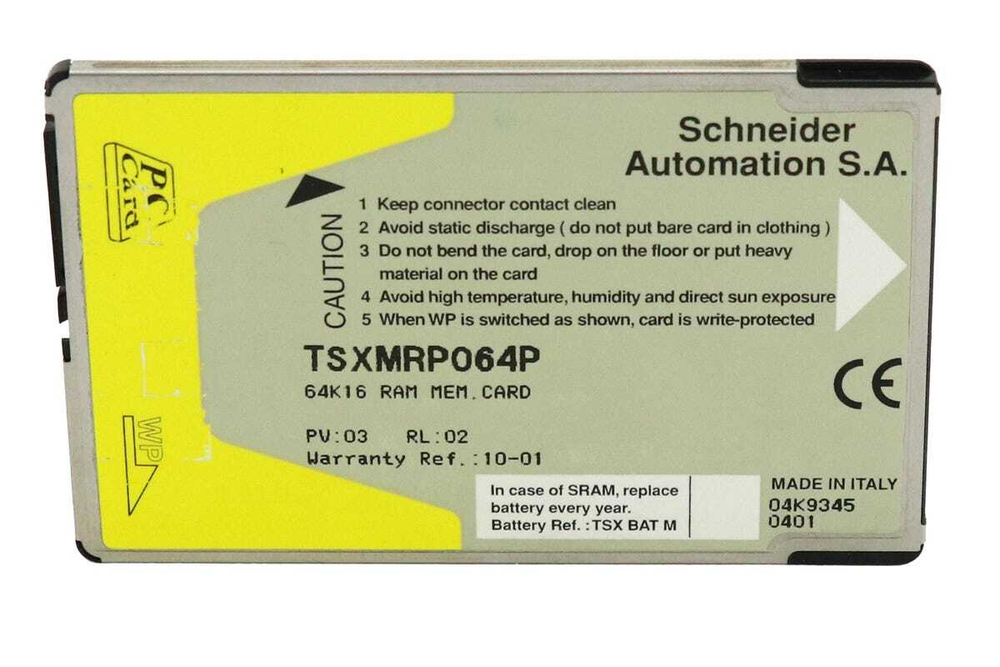 PC
Card
Schneider
Automation S.A.
CAUTION
1 Keep connector contact clean
2 Avoid static discharge ( do not put bare card in clothing )
3 Do not bend the card, drop on the floor or put heavy
material on the card
4 Avoid high temperature, humidity and direct sun exposure
5 When WP is switched as shown, card is write-protected
TSXMRP064P
64K16 RAM MEM.CARD
CE
PV:03 RL:02
Warranty Ref.:10-01
WP
In case of SRAM, replace
battery every year.
Battery Ref. :TSX BAT M
MADE IN ITALY
04K9345
0401